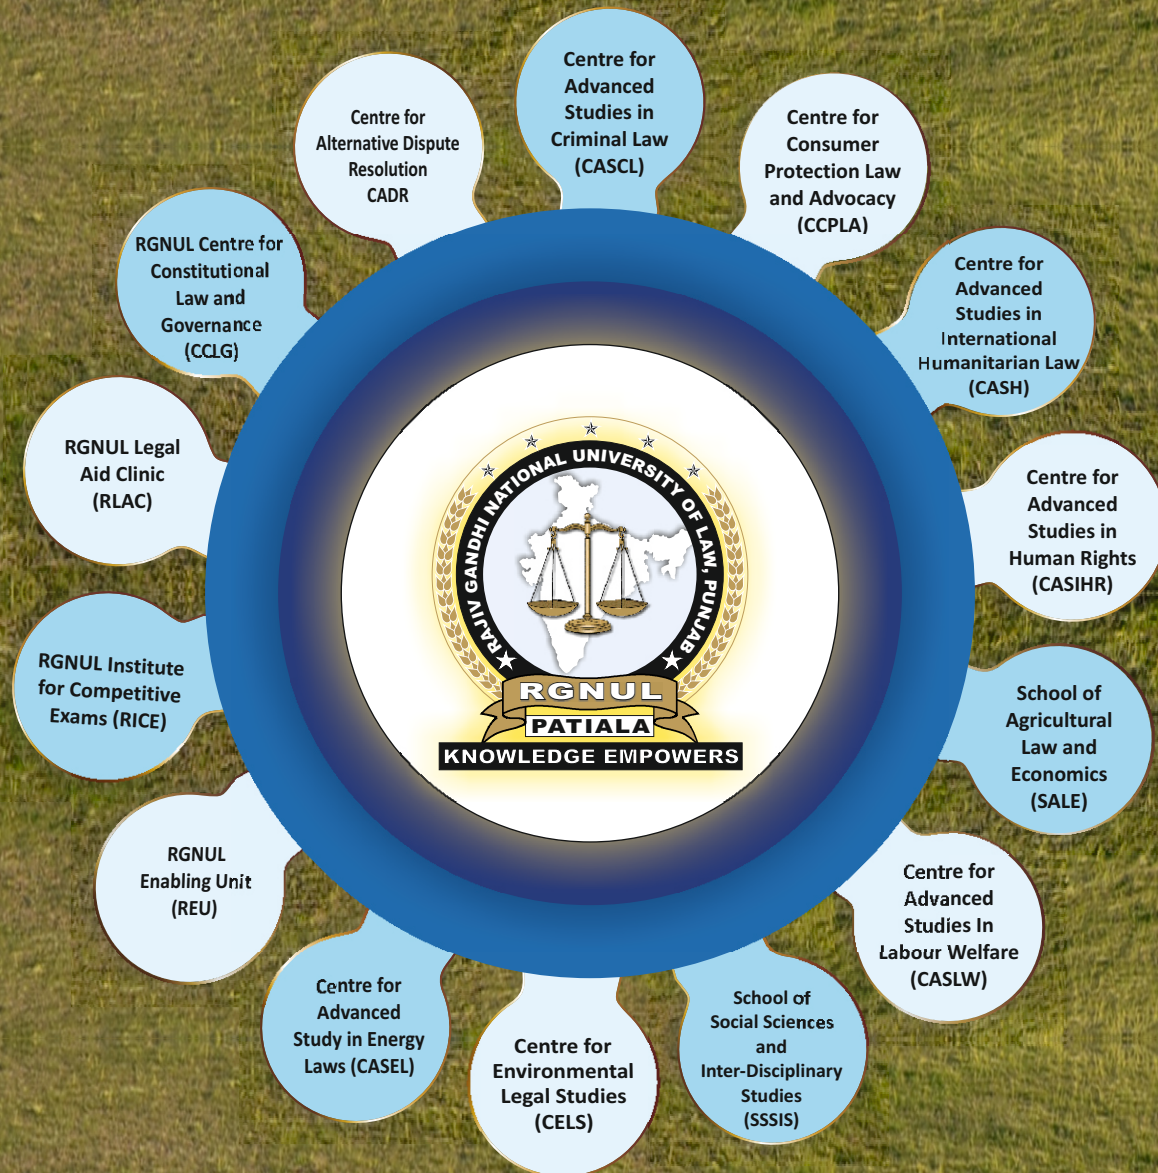 Centre for
Advanced
Studies in
Criminal Law
(CASCL)
Centre for
Consumer
Protection Law
and Advocacy
(CCPLA)
Centre for
Advanced
Studies in
International
Humanitarian Law
(CASH)
Centre for
Advanced
Studies in
Human Rights
(CASIHR)
School of
Agricultural
Law and
Economics
(SALE)
Centre for
Advanced
Studies In
Labour Welfare
(CASLW)
School of
Social Sciences
and
Inter-Disciplinary
Studies
(SSSIS)
Centre for
Environmental
Legal Studies
(CELS)
Centre for
Advanced
Study in Energy
Laws (CASEL)
RGNUL
Enabling Unit
(REU)
RGNUL Institute
for Competitive
Exams (RICE)
RGNUL Legal
Aid Clinic
(RLAC)
RGNUL Centre for
Constitutional
Law and
Governance
(CCLG)
Centre for
Alternative Dispute
Resolution
CADR
RAJIV GANDHI NATIONAL UNIVERSITY OF LAW, PUNJAB
RGNUL
PATIALA
KNOWLEDGE EMPOWERS